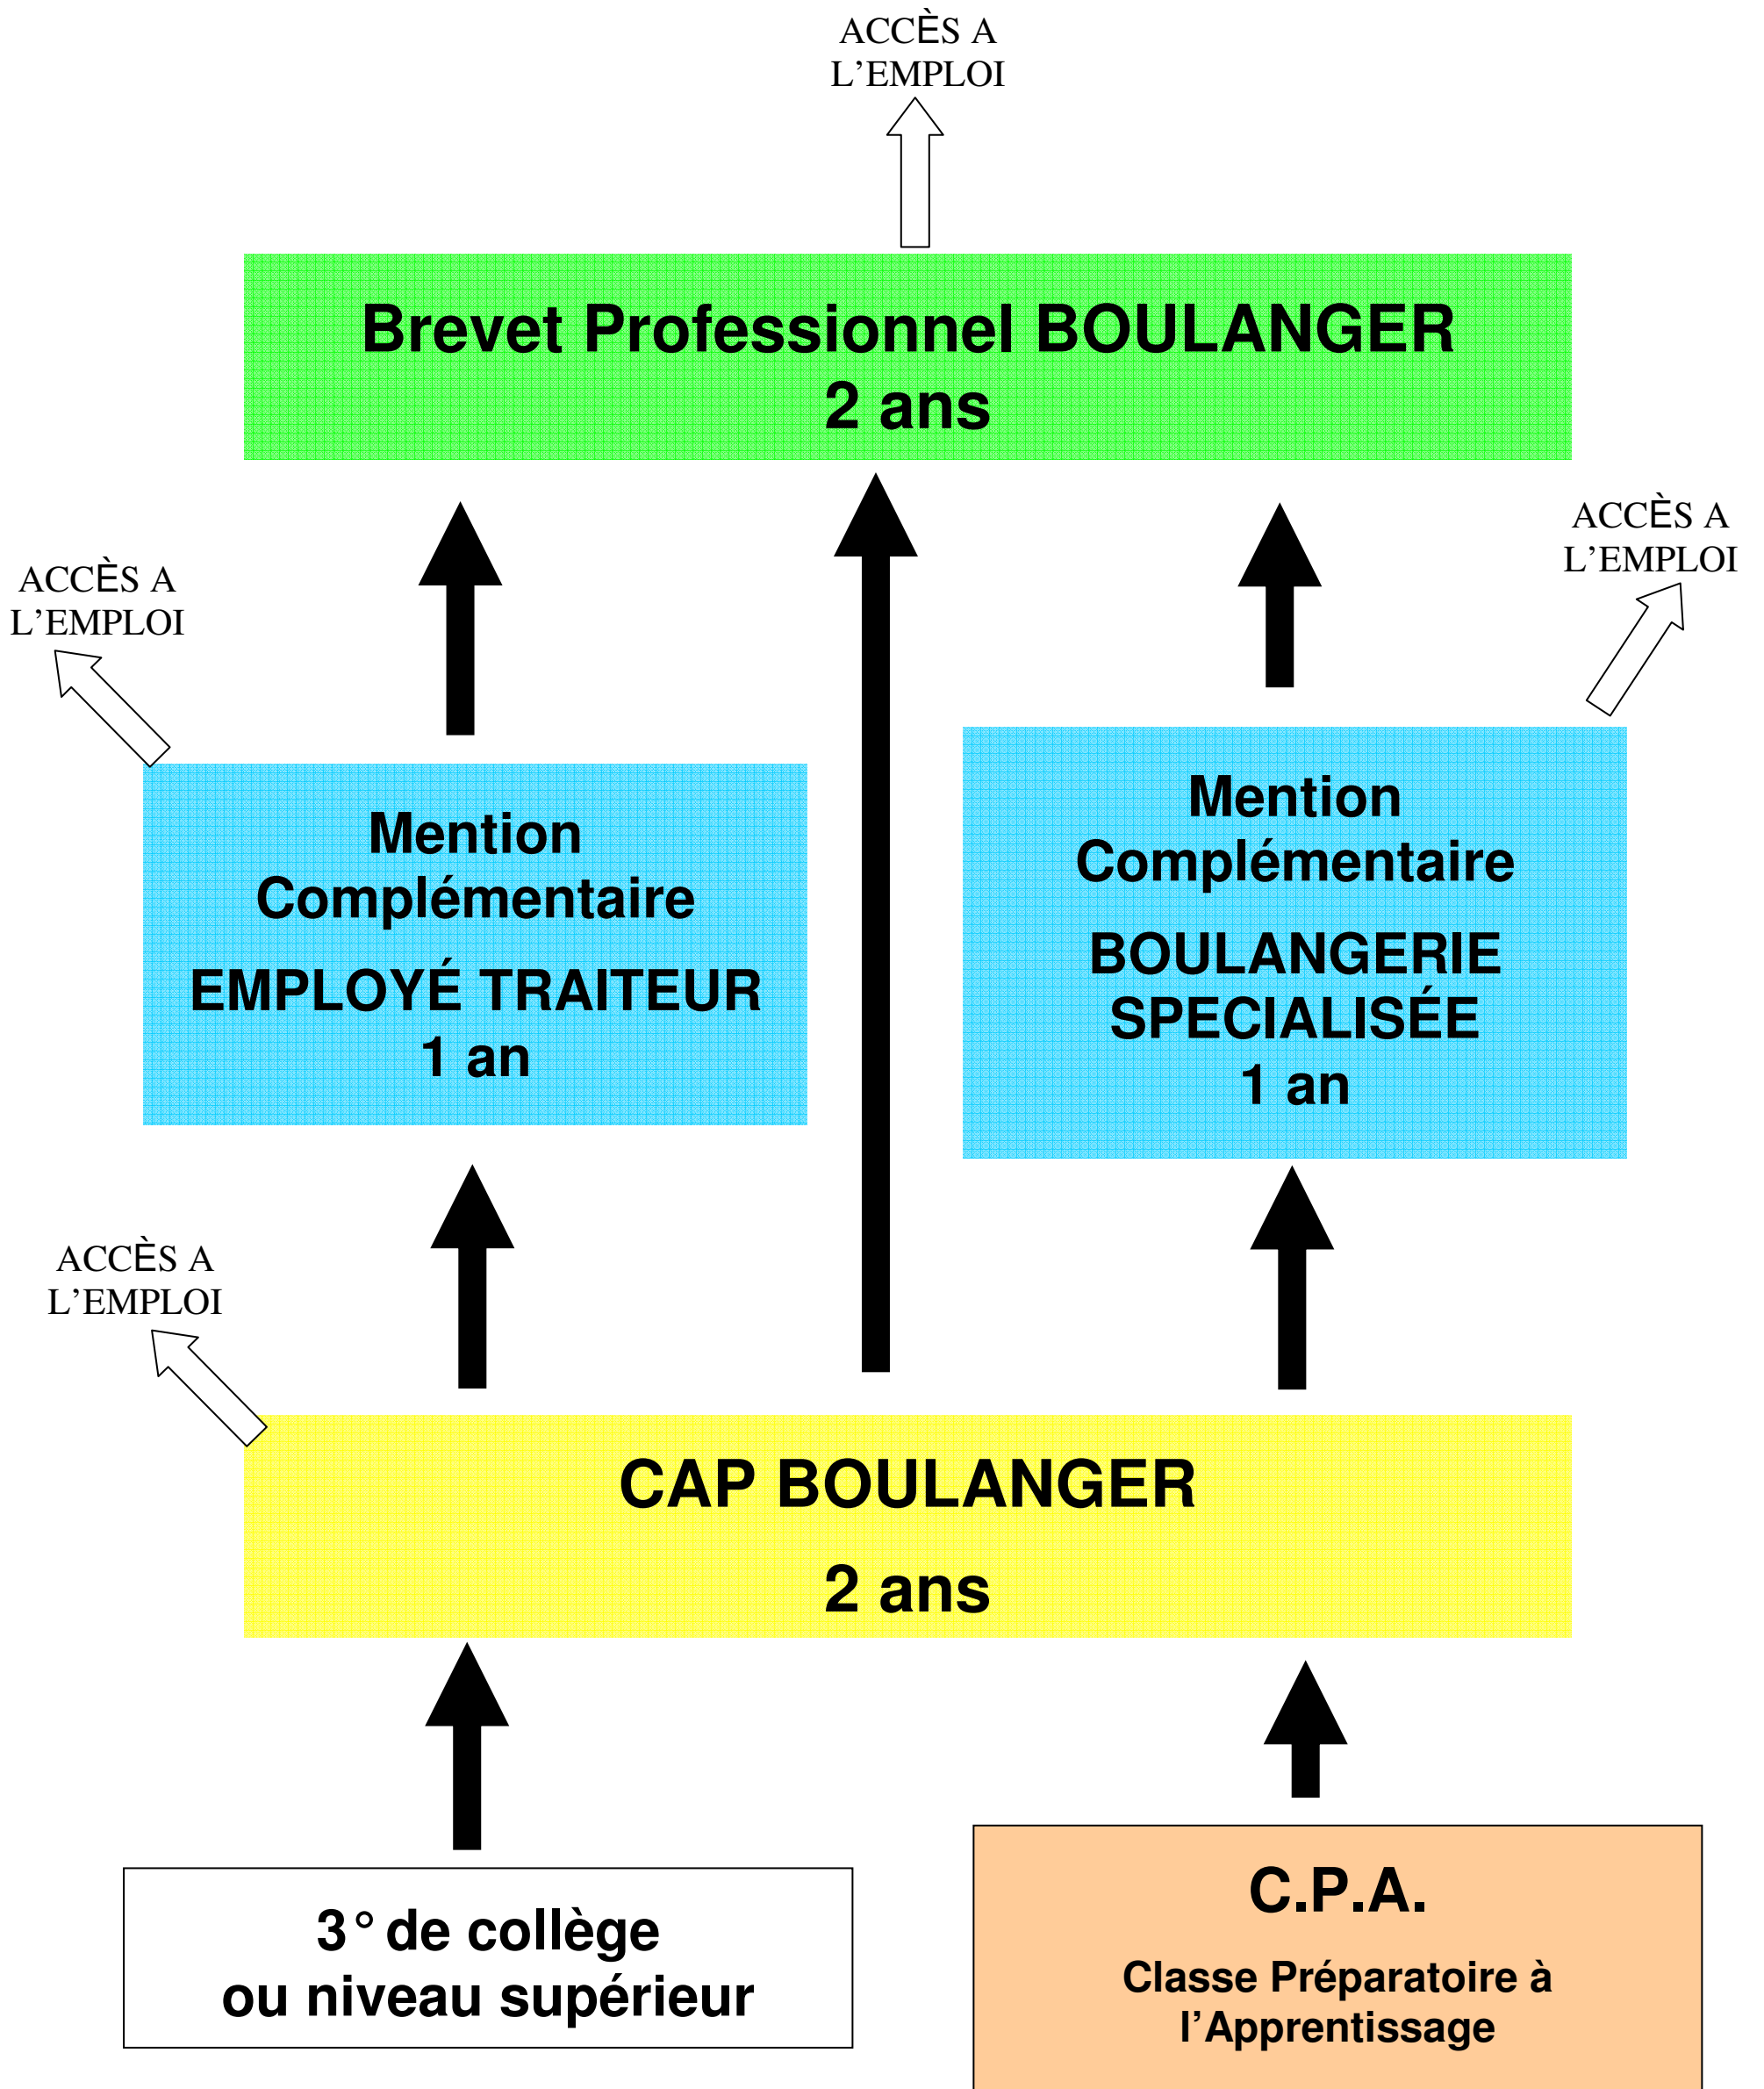 ACCÈS A
L’EMPLOI
Brevet Professionnel BOULANGER
2 ans
ACCÈS A
L’EMPLOI
ACCÈS A
L’EMPLOI
Mention
Complémentaire
EMPLOYÉ TRAITEUR
1 an
Mention
Complémentaire
BOULANGERIE
SPECIALISÉE
1 an
ACCÈS A
L’EMPLOI
CAP BOULANGER
2 ans
3° de collège
ou niveau supérieur
C.P.A.
Classe Préparatoire à
l’Apprentissage